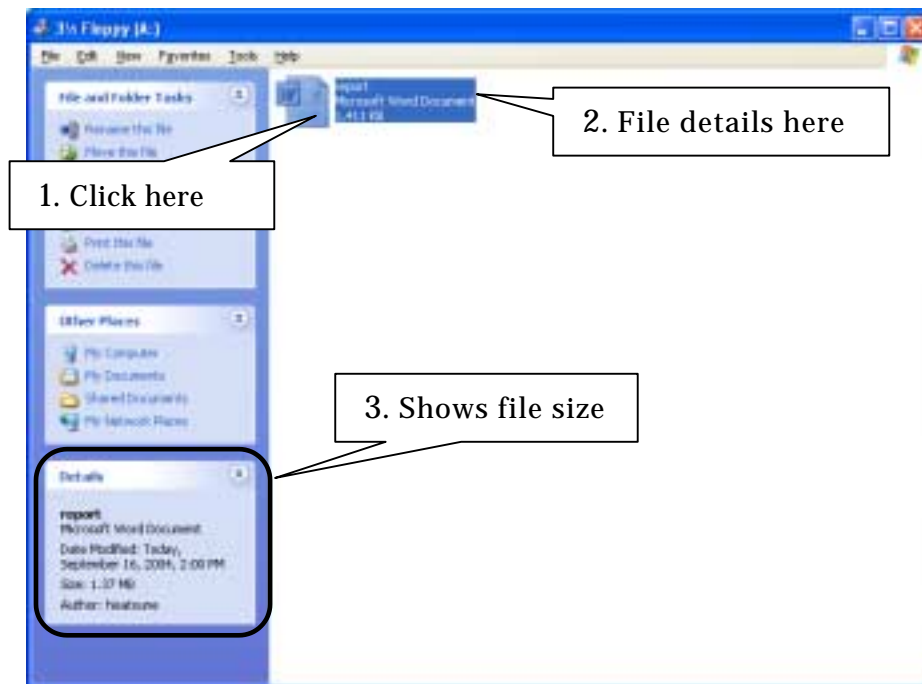 3½ Floppy (A:)
File Edit View Favorites Tools Help
File and Folder Tasks
Rename this file
Move this file
Print this file
Delete this file
Other Places
My Computer
My Documents
Shared Documents
My Network Places
Details
report
Microsoft Word Document
Date Modified: Today,
September 16, 2004, 2:00 PM
Size: 1.37 MB
Author:
report
Microsoft Word Document
KB
1. Click here
2. File details here
3. Shows file size